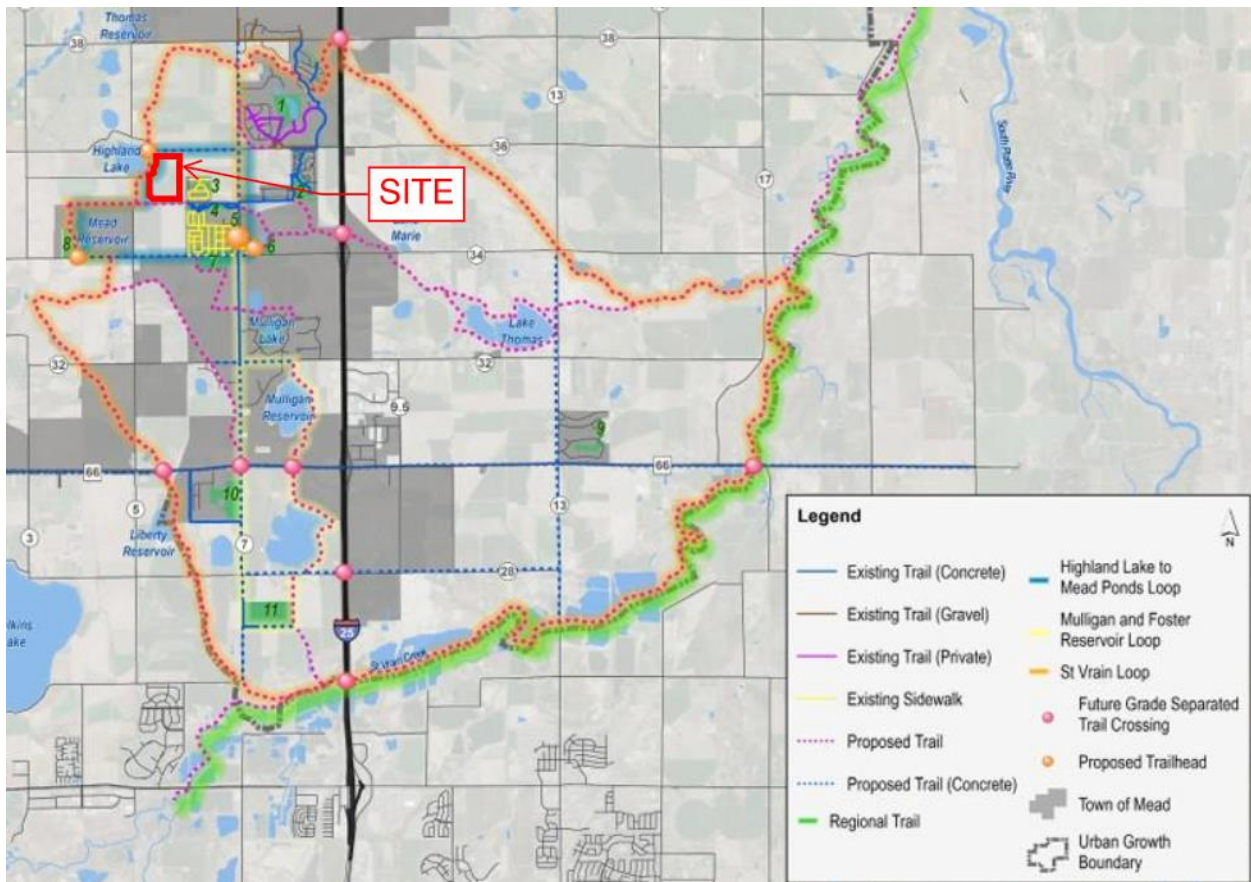 Thomas
Reservoir
38
38
1
13
Highland
Lake
36
SITE
3
2
17
4
5
Marie
Mead
Reservoir
8
6
34
7
South Platte River
Mulligan
Lake
Lake
Thomas
32
32
Mulligan
Reservoir
9.5
9
66
66
10
5
3
Liberty
Reservoir
7
13
28
11
25
St Vrain Creek
lkins
ake
Legend
N
Existing Trail (Concrete)
Existing Trail (Gravel)
Existing Trail (Private)
Existing Sidewalk
Proposed Trail
Proposed Trail (Concrete)
Regional Trail
Highland Lake to
Mead Ponds Loop
Mulligan and Foster
Reservoir Loop
St Vrain Loop
Future Grade Separated
Trail Crossing
Proposed Trailhead
Town of Mead
Urban Growth
Boundary